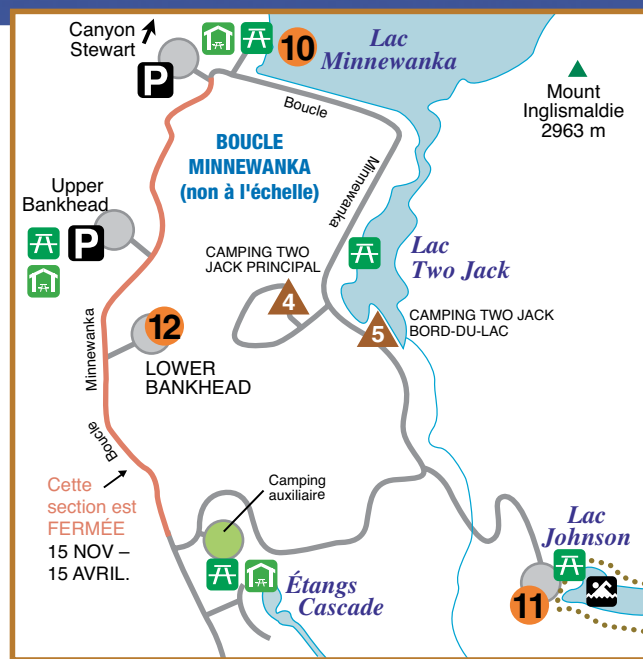 Canyon
Stewart
P
10
Lac
Minnewanka
Mount
Inglismaldie
2963 m
Boucle
Minnewanka
BOUCLE
MINNEWANKA
(non à l'échelle)
Upper
Bankhead
P
Lac
Two Jack
CAMPING TWO
JACK PRINCIPAL
4
CAMPING TWO JACK
BORD-DU-LAC
5
12
LOWER
BANKHEAD
Minnewanka
Boucle
Cette
section est
FERMÉE
15 NOV –
15 AVRIL.
Camping
auxiliaire
Étangs
Cascade
Lac
Johnson
11